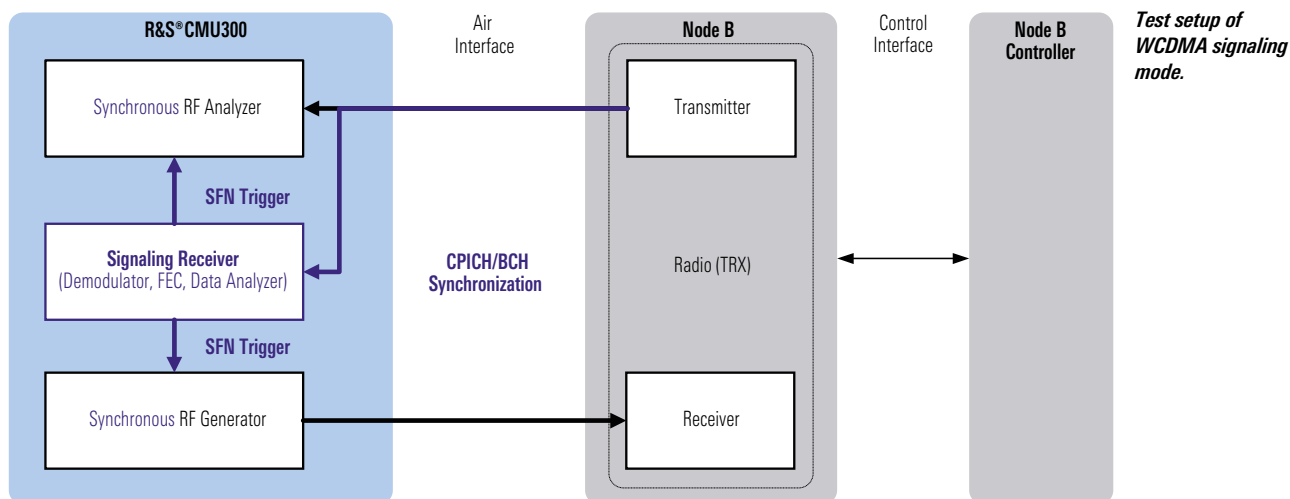 R&S®CMU300
Air
Interface
Node B
Control
Interface
Node B
Controller
Test setup of
WCDMA signaling
mode.
Synchronous RF Analyzer
Transmitter
SFN Trigger
Signaling Receiver
(Demodulator, FEC, Data Analyzer)
CPICH/BCH
Synchronization
Radio (TRX)
SFN Trigger
Synchronous RF Generator
Receiver